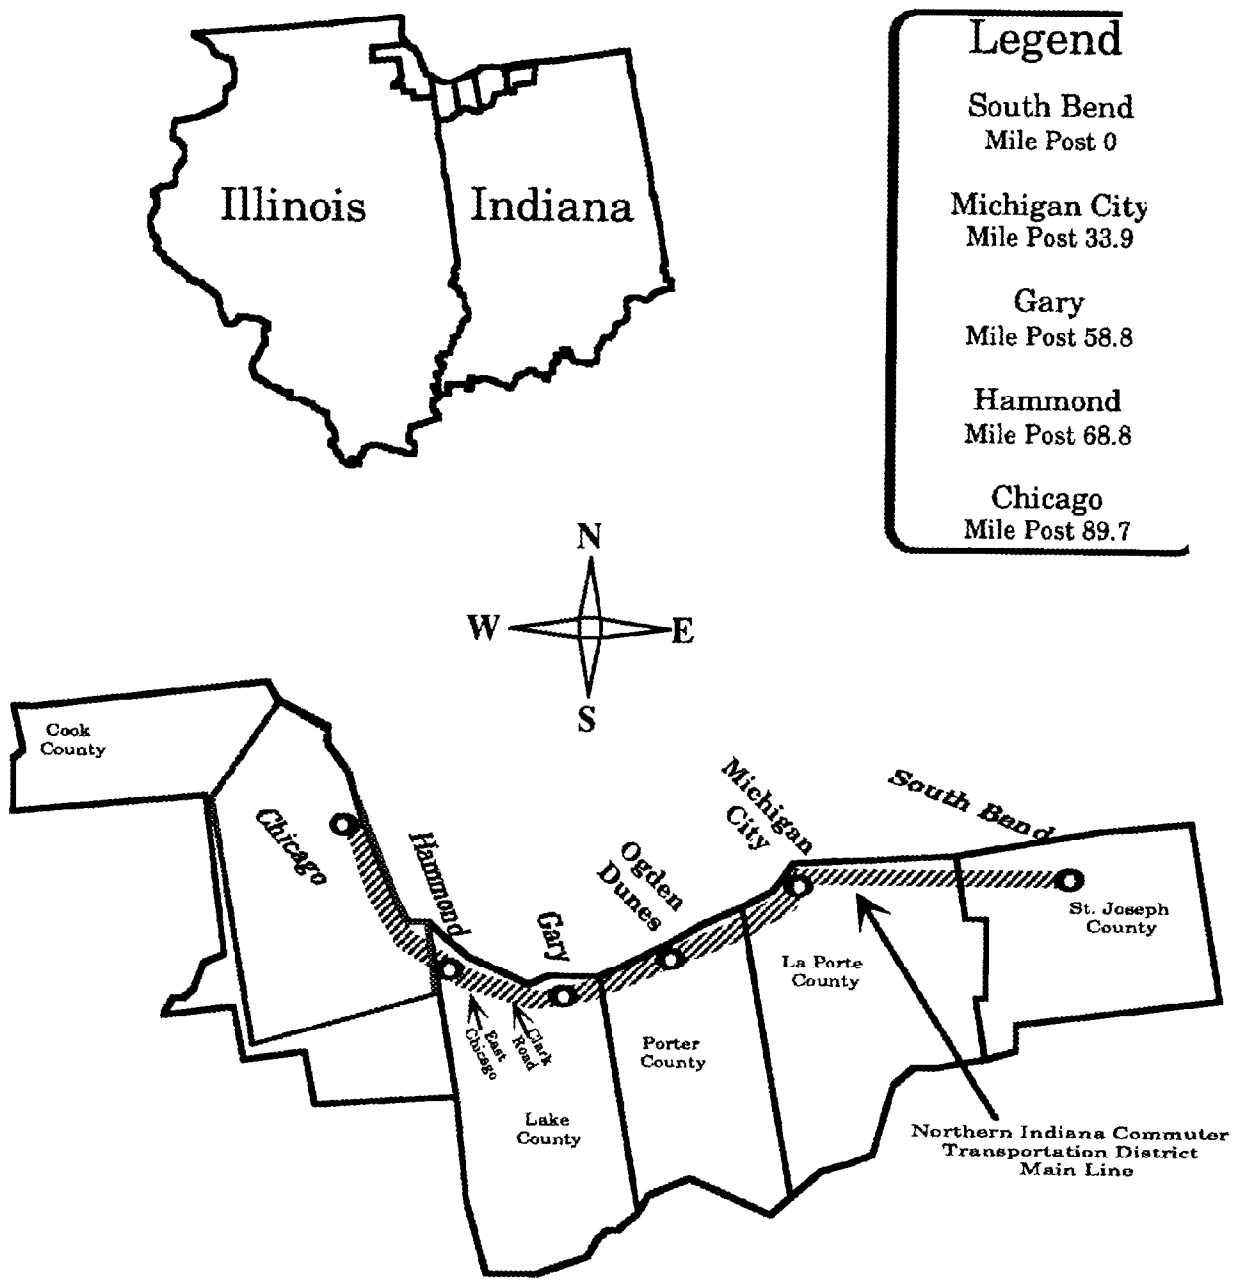 Illinois
Indiana
Legend
South Bend
Mile Post 0
Michigan City
Mile Post 33.9
Gary
Mile Post 58.8
Hammond
Mile Post 68.8
Chicago
Mile Post 89.7
N
W
E
S
Cook
County
Chicago
Hammond
Gary
Ogden
Dunes
Michigan
City
South Bend
St. Joseph
County
La Porte
County
Porter
County
Lake
County
East
Chicago
Clark
Road
Northern Indiana Commuter
Transportation District
Main Line